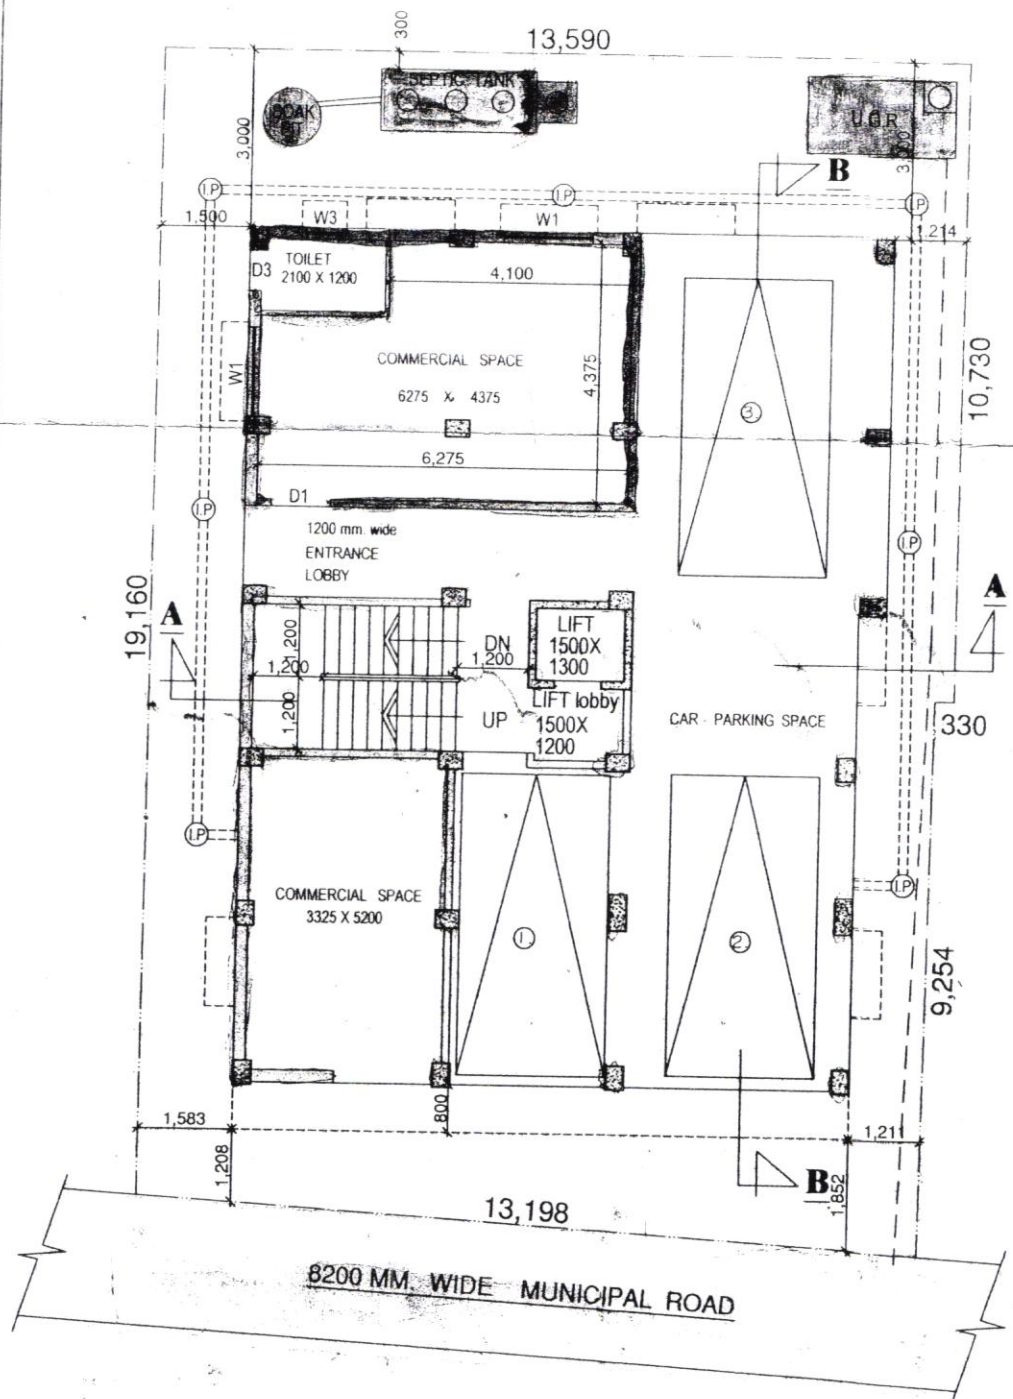 300
13,590
SEPTIC TANK
SOAK
PIT
U.G.R
3,000
3,000
B
I.P
I.P
I.P
1,500
W3
W1
1,214
TOILET
2100 X 1200
D3
4,100
COMMERCIAL SPACE
6275 X 4375
4,375
W1
3
10,730
6,275
D1
I.P
I.P
1200 mm. wide
ENTRANCE
LOBBY
19,160
A
A
1,200
1,200
1,200
DN
1,200
UP
LIFT
1500X
1300
LIFT lobby
1500X
1200
CAR - PARKING SPACE
330
I.P
I.P
COMMERCIAL SPACE
3325 X 5200
1
2
9,254
1,583
800
1,211
1,208
B
1,852
13,198
8200 MM. WIDE MUNICIPAL ROAD